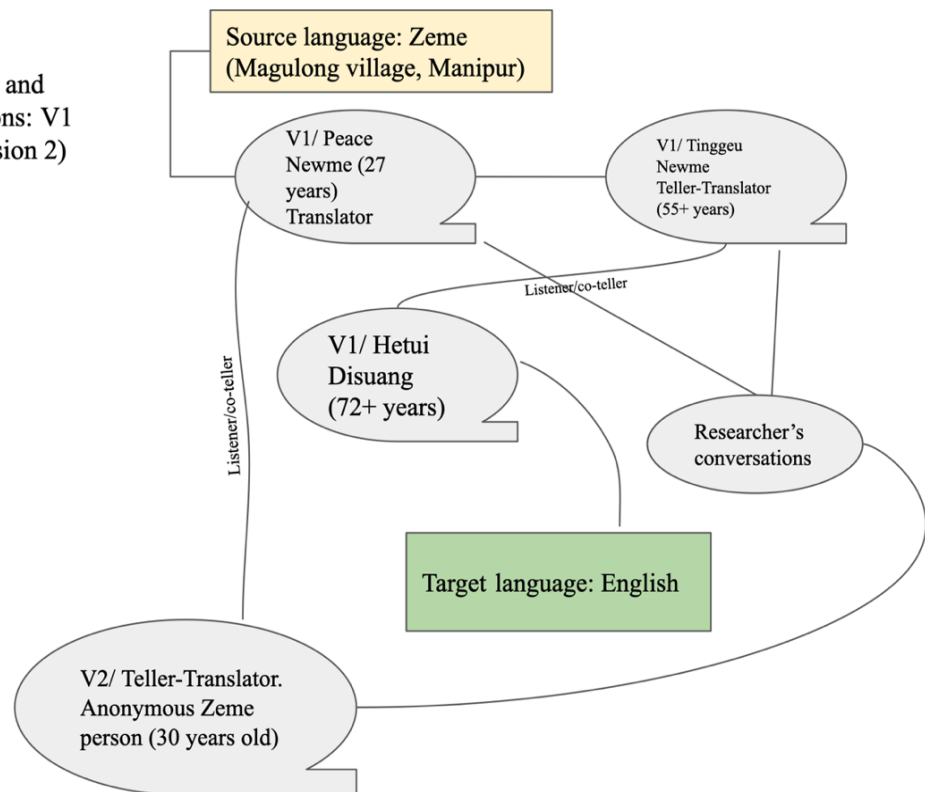 and
ons: V1
sion 2)
Source language: Zeme
(Magulong village, Manipur)
V1/ Peace
Newme (27
years)
Translator
V1/ Tinggeu
Newme
Teller-Translator
(55+ years)
Listener/co-teller
V1/ Hetui
Disuang
(72+ years)
Listener/co-teller
Researcher’s
conversations
Target language: English
V2/ Teller-Translator.
Anonymous Zeme
person (30 years old)